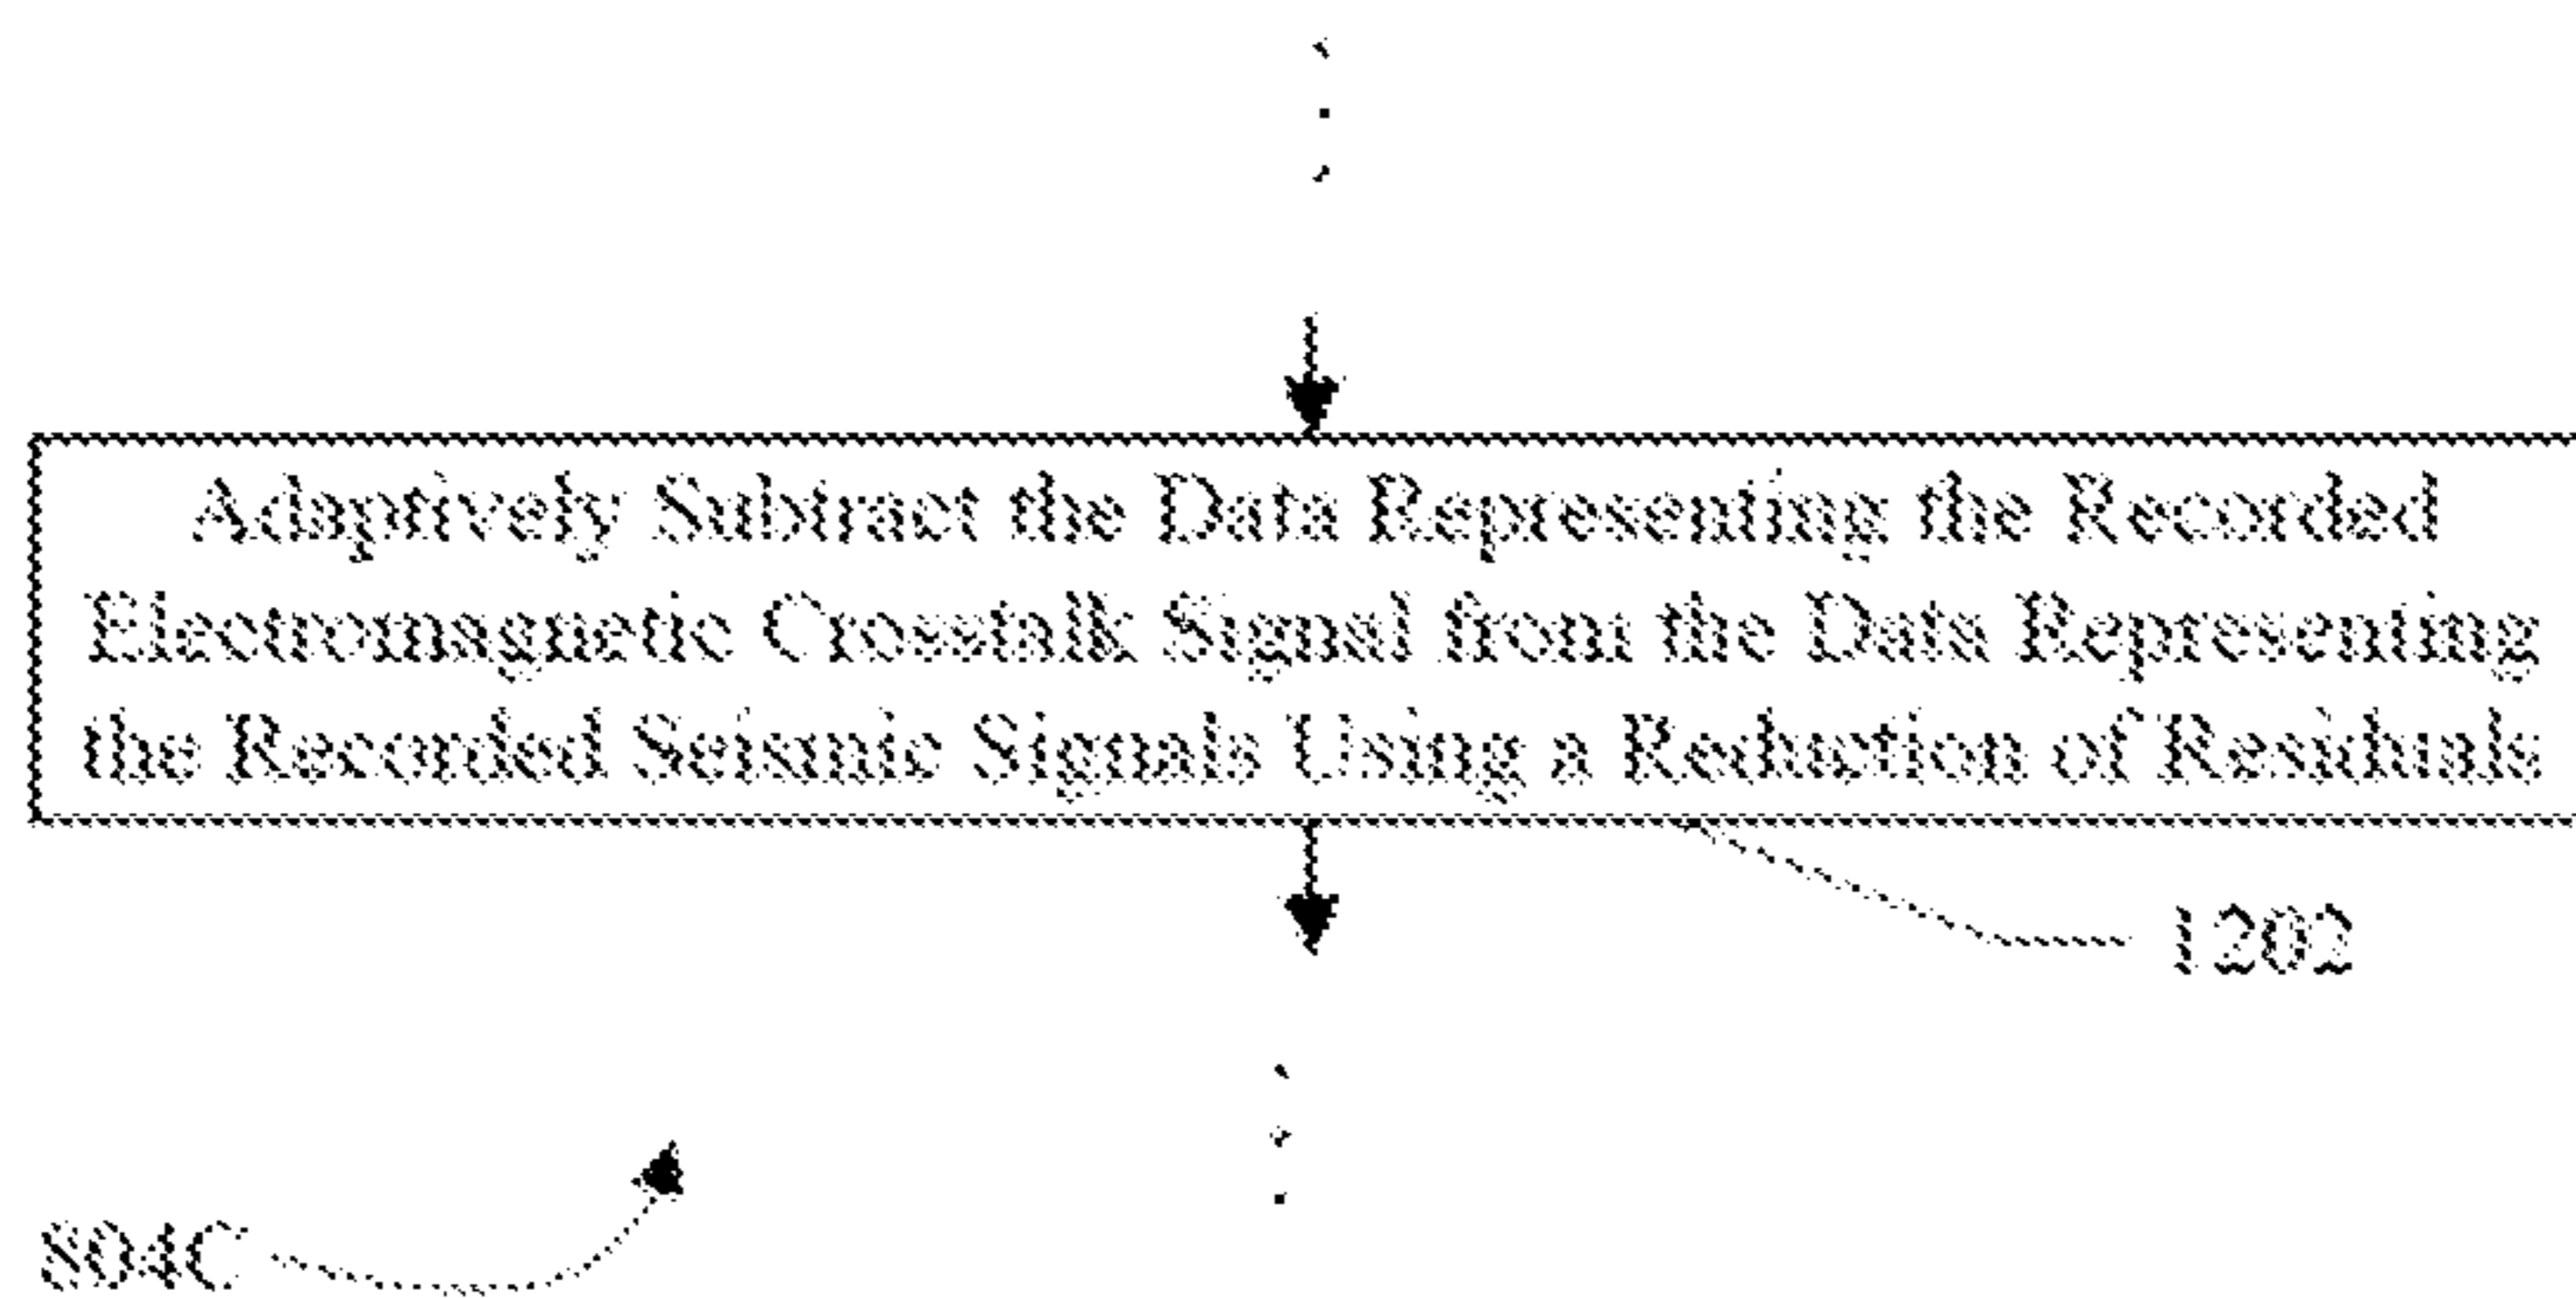 Adaptively Subtract the Data Representing the Recorded
Electromagnetic Crosstalk Signal from the Data Representing
the Recorded Seismic Signals Using a Reduction of Residuals
1202
804C